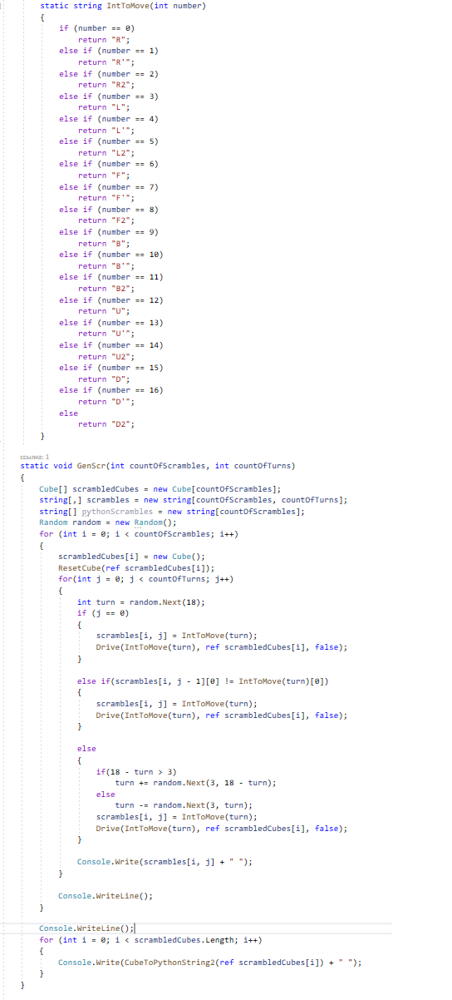 static string IntToMove(int number)
{
if (number == 0)
return "R";
else if (number == 1)
return "R'";
else if (number == 2)
return "R2";
else if (number == 3)
return "L";
else if (number == 4)
return "L'";
else if (number == 5)
return "L2";
else if (number == 6)
return "F";
else if (number == 7)
return "F'";
else if (number == 8)
return "F2";
else if (number == 9)
return "B";
else if (number == 10)
return "B'";
else if (number == 11)
return "B2";
else if (number == 12)
return "U";
else if (number == 13)
return "U'";
else if (number == 14)
return "U2";
else if (number == 15)
return "D";
else if (number == 16)
return "D'";
else
return "D2";
}
ссылка: 1
static void GenScr(int countOfScrambles, int countOfTurns)
{
Cube[] scrambledCubes = new Cube[countOfScrambles];
string[,] scrambles = new string[countOfScrambles, countOfTurns];
string[] pythonScrambles = new string[countOfScrambles];
Random random = new Random();
for (int i = 0; i < countOfScrambles; i++)
{
scrambledCubes[i] = new Cube();
ResetCube(ref scrambledCubes[i]);
for(int j = 0; j < countOfTurns; j++)
{
int turn = random.Next(18);
if (j == 0)
{
scrambles[i, j] = IntToMove(turn);
Drive(IntToMove(turn), ref scrambledCubes[i], false);
}
else if(scrambles[i, j - 1][0] != IntToMove(turn)[0])
{
scrambles[i, j] = IntToMove(turn);
Drive(IntToMove(turn), ref scrambledCubes[i], false);
}
else
{
if(18 - turn > 3)
turn += random.Next(3, 18 - turn);
else
turn -= random.Next(3, turn);
scrambles[i, j] = IntToMove(turn);
Drive(IntToMove(turn), ref scrambledCubes[i], false);
}
Console.Write(scrambles[i, j] + " ");
}
Console.WriteLine();
}
Console.WriteLine();
for (int i = 0; i < scrambledCubes.Length; i++)
{
Console.Write(CubeToPythonString2(ref scrambledCubes[i]) + " ");
}
}